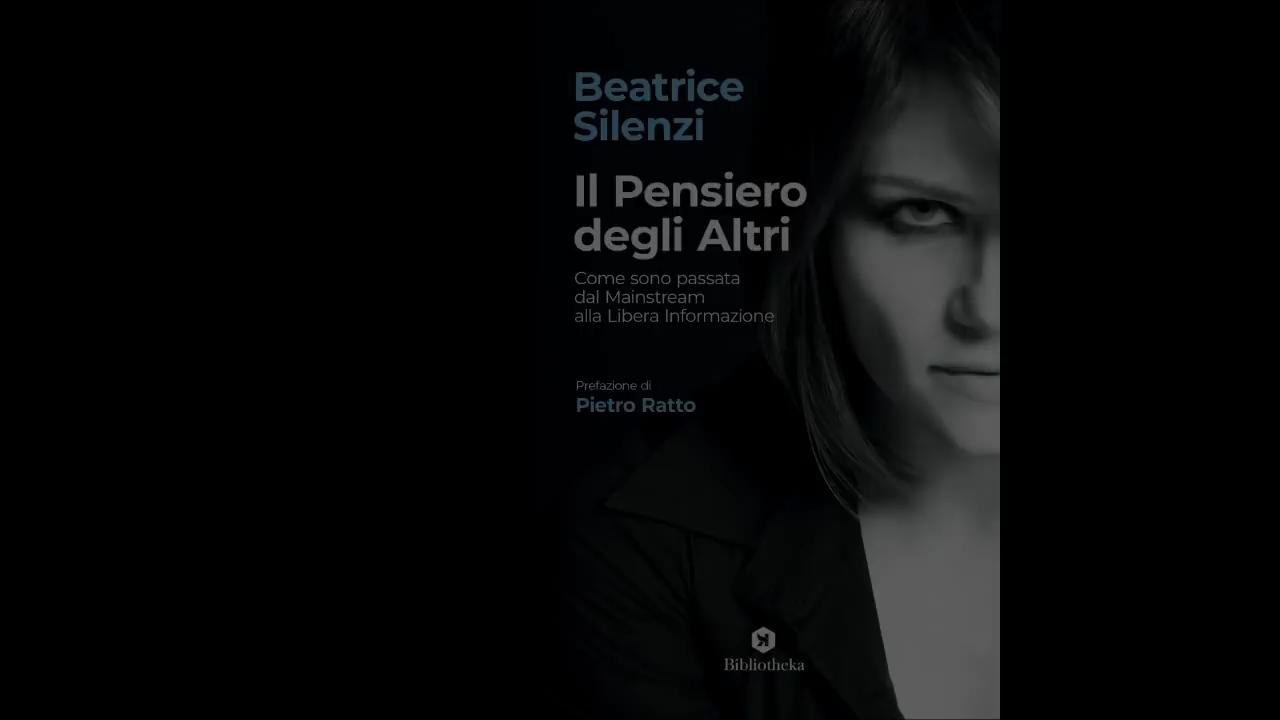 Beatrice
Silenzi
Il Pensiero
degli Altri
Come sono passata
dal Mainstream
alla Libera Informazione
Prefazione di
Pietro Ratto
Bibliotheka